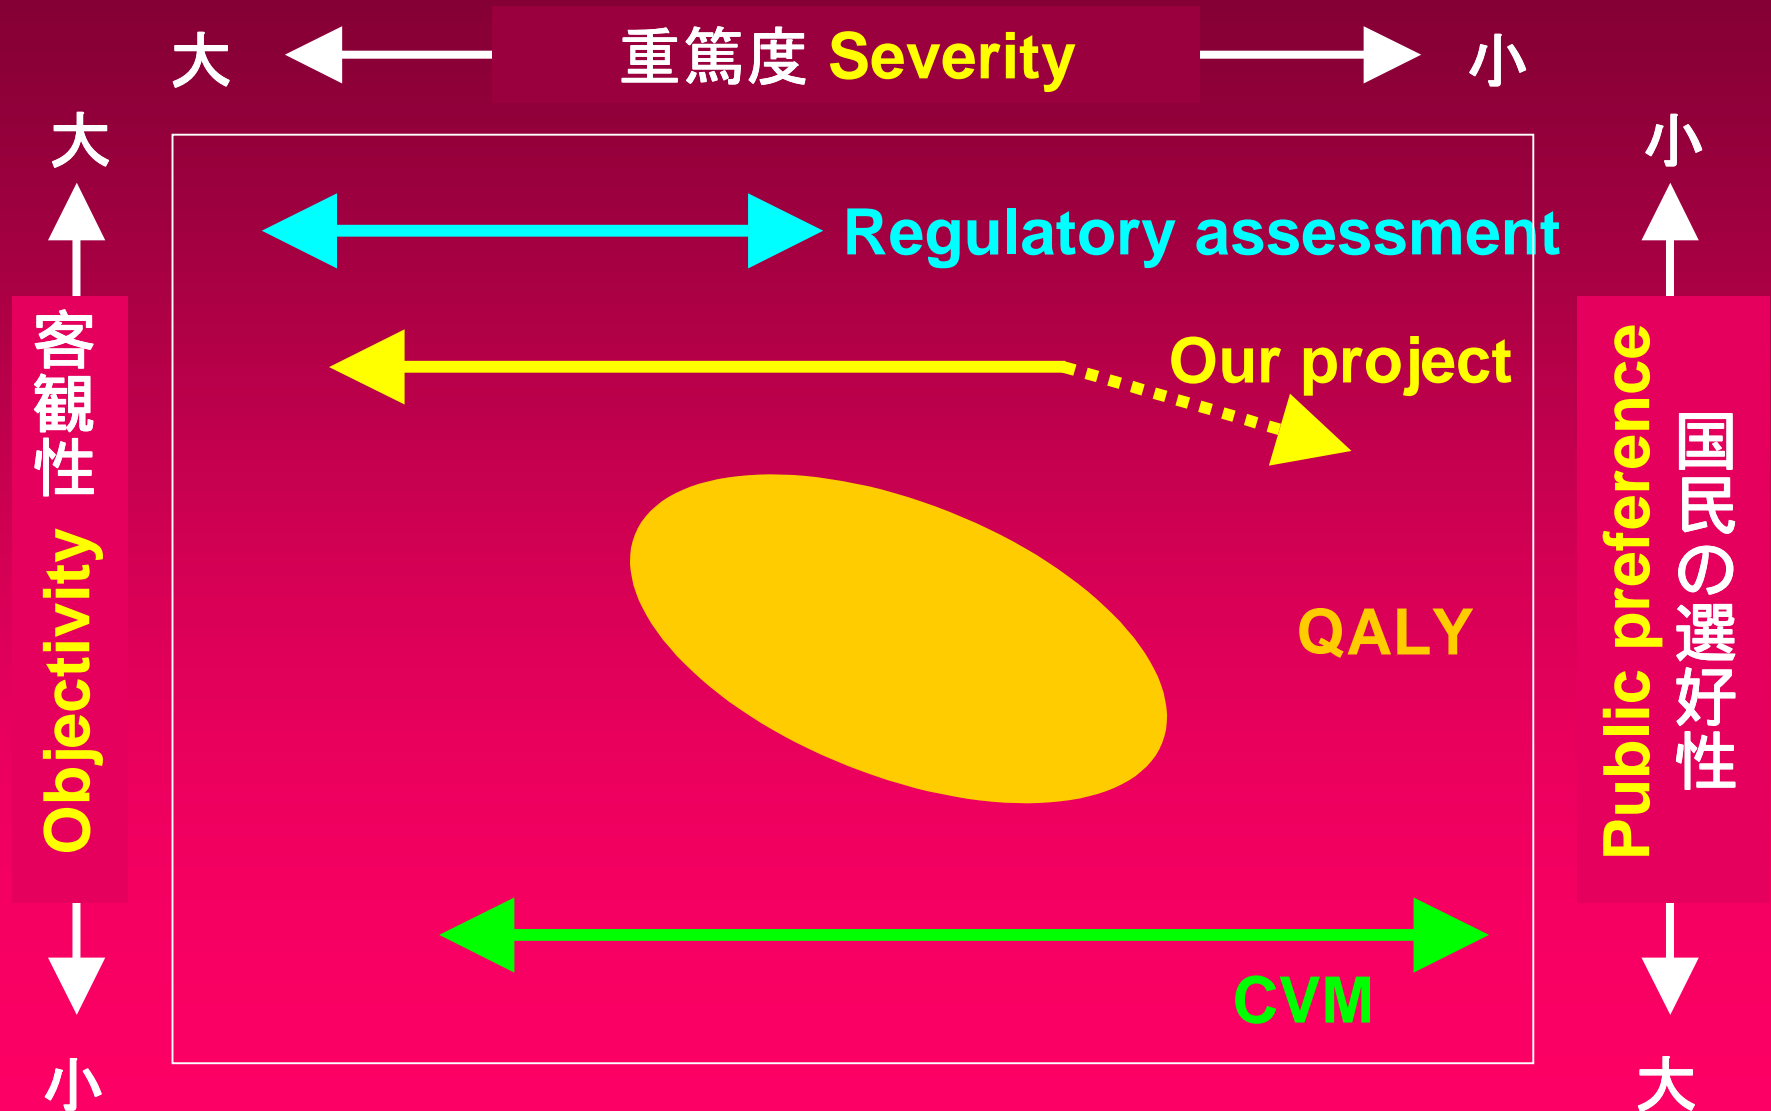 大
重篤度 Severity
小
大
小
Regulatory assessment
Our project
客観性 Objectivity
Public preference
国民の選好性
QALY
CVM
小
大